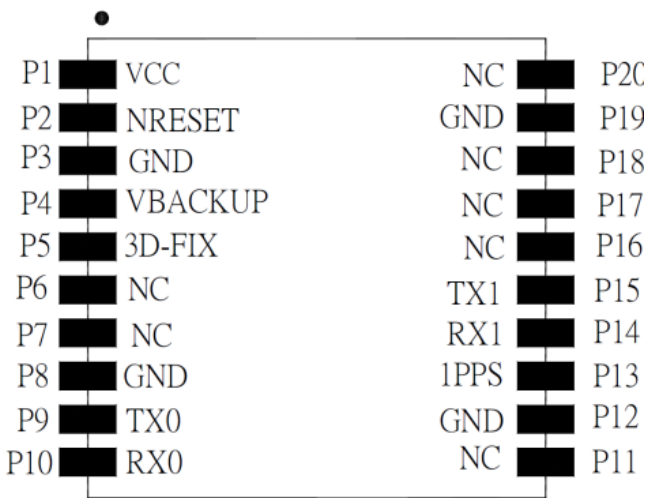 P1 VCC NC P20
P2 NRESET GND P19
P3 GND NC P18
P4 VBACKUP NC P17
P5 3D-FIX NC P16
P6 NC TX1 P15
P7 NC RX1 P14
P8 GND 1PPS P13
P9 TX0 GND P12
P10 RX0 NC P11